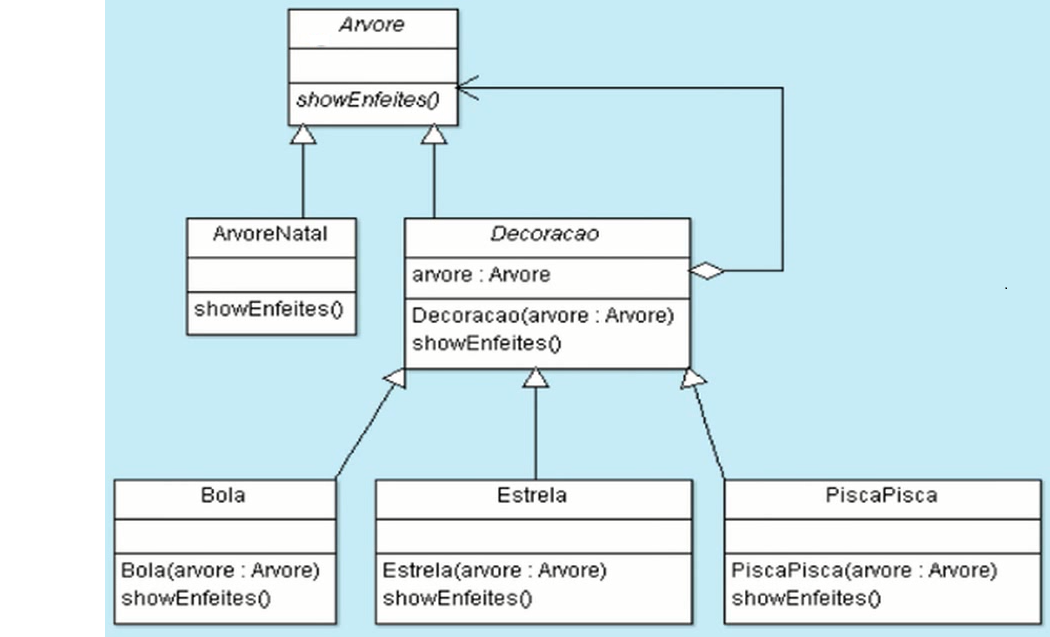 Arvore
showEnfeites()
ArvoreNatal
showEnfeites()
Decoracao
arvore : Arvore
Decoracao(arvore : Arvore)
showEnfeites()
Bola
Bola(arvore : Arvore)
showEnfeites()
Estrela
Estrela(arvore : Arvore)
showEnfeites()
PiscaPisca
PiscaPisca(arvore : Arvore)
showEnfeites()